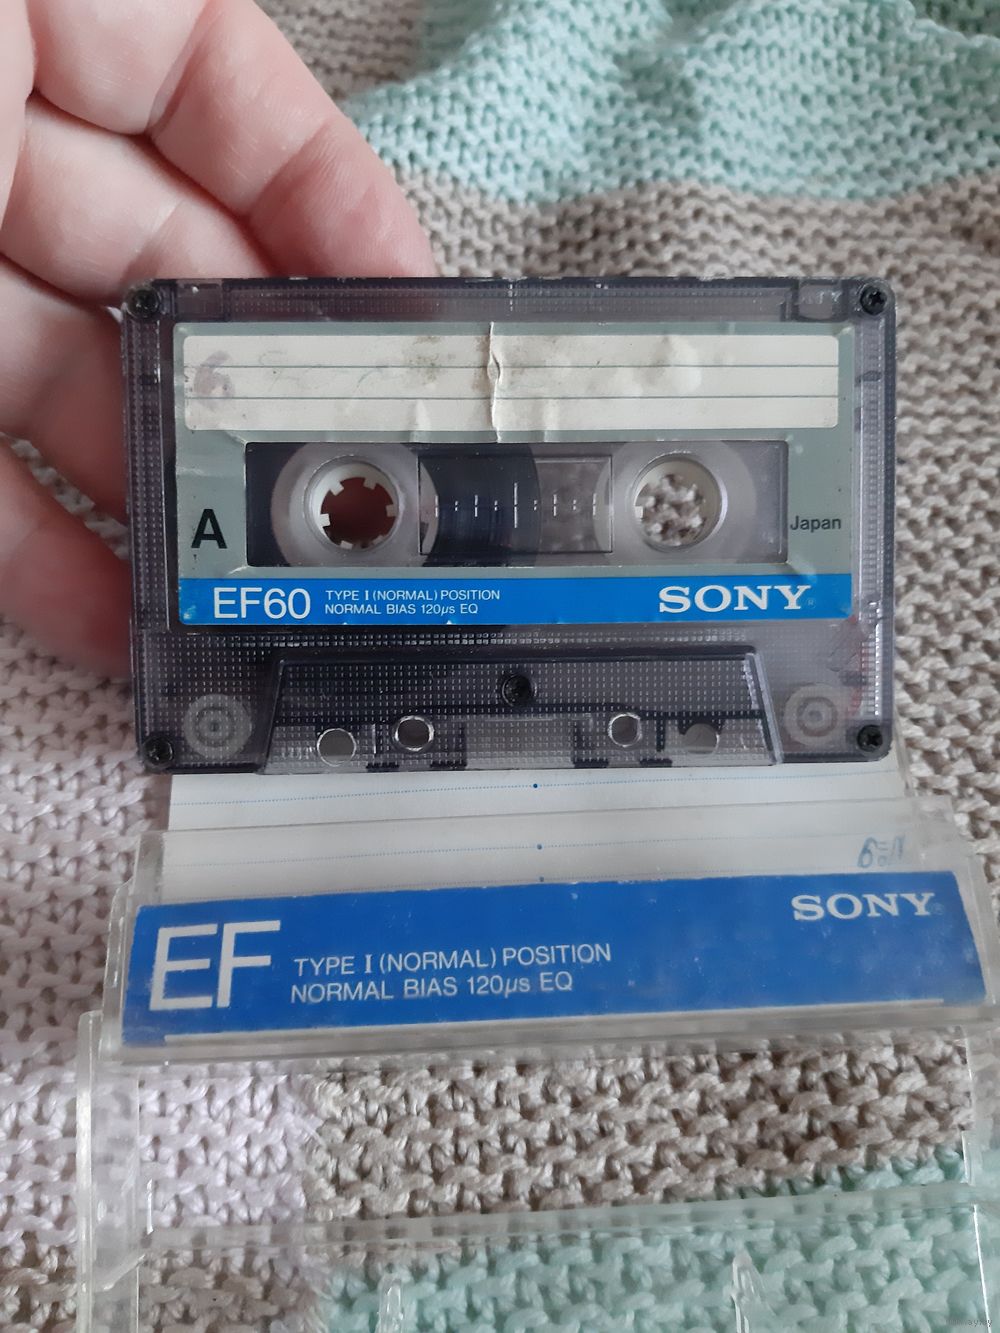 A
Japan
EF60
TYPE I (NORMAL) POSITION
NORMAL BIAS 120µs EQ
SONY
SONY
EF
TYPE I (NORMAL) POSITION
NORMAL BIAS 120µs EQ